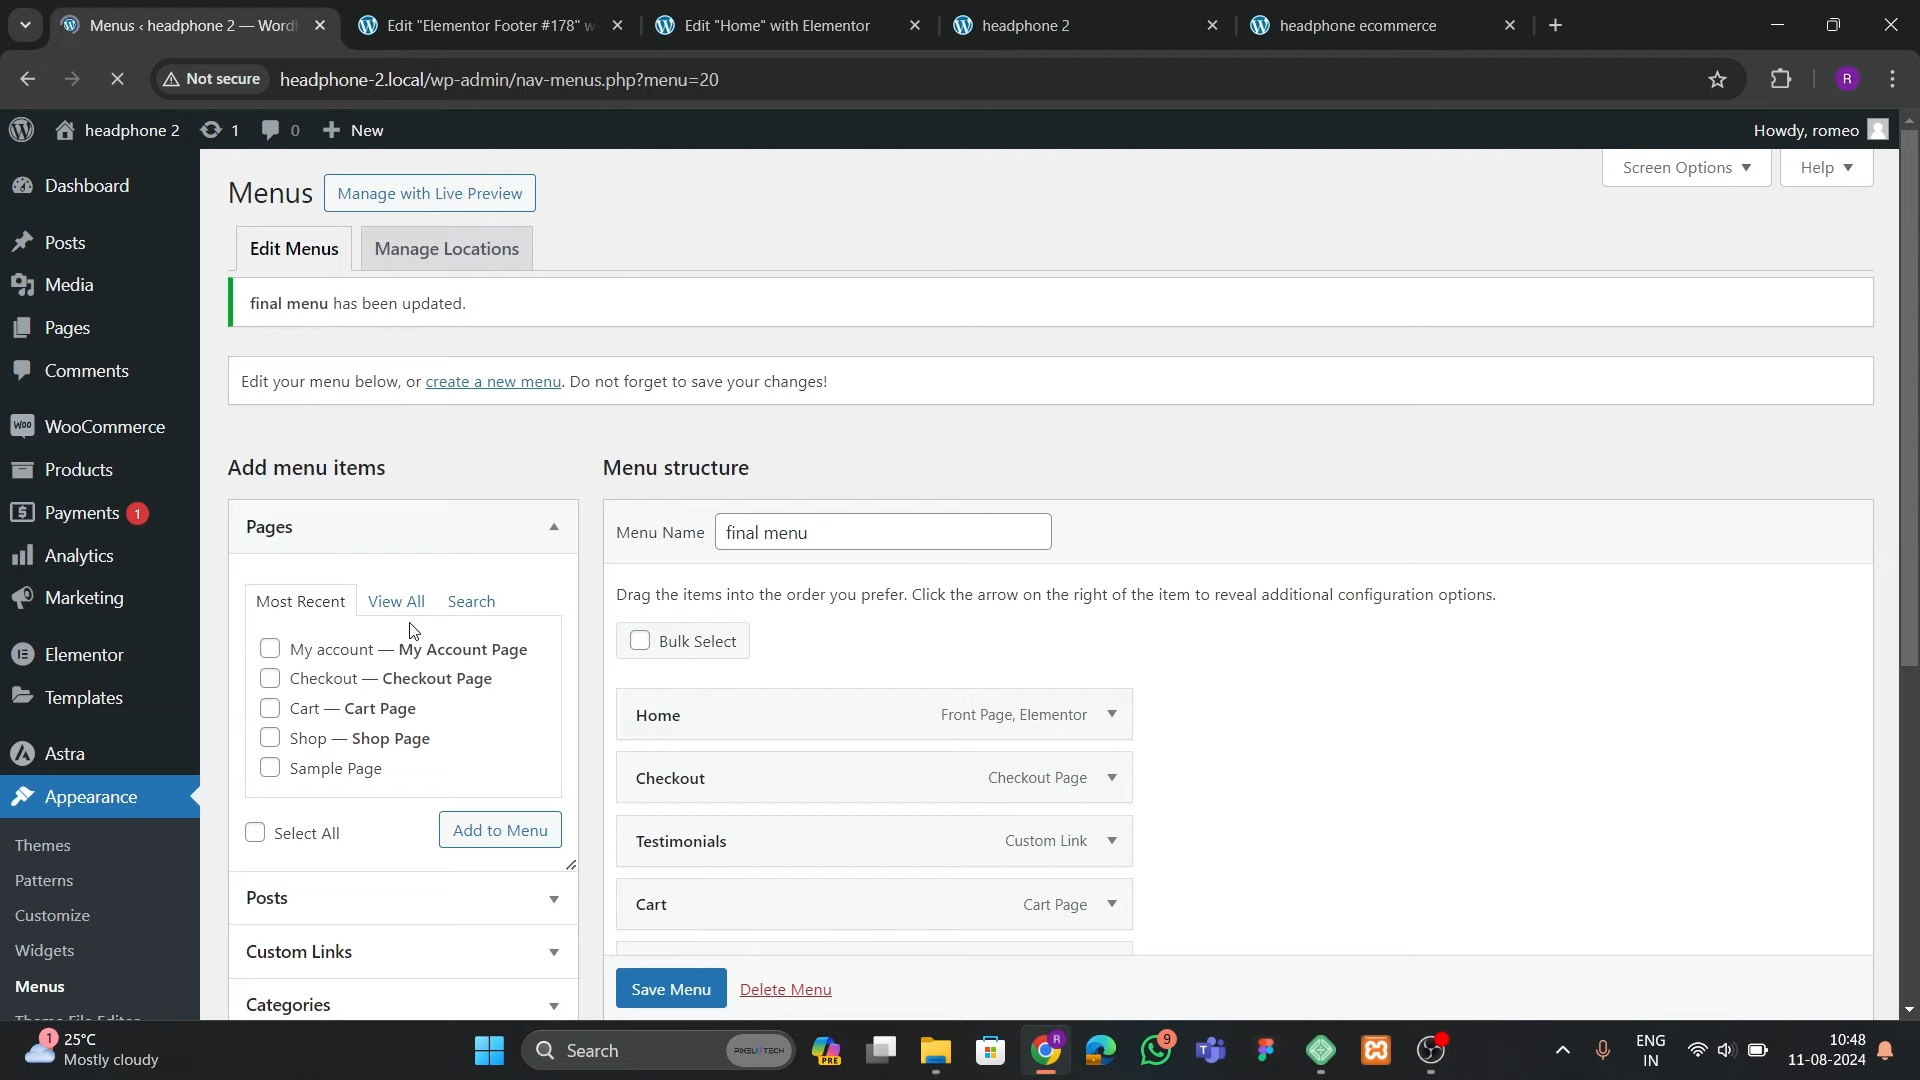 Menus ‹ headphone 2 — Word
Edit "Elementor Footer #178" w
Edit "Home" with Elementor
headphone 2
headphone ecommerce
Not secure
headphone-2.local/wp-admin/nav-menus.php?menu=20
R
headphone 2
1
0
New
Howdy, romeo
Dashboard
Posts
Media
Pages
Comments
WooCommerce
Products
Payments 1
Analytics
Marketing
Elementor
Templates
Astra
Appearance
Themes
Patterns
Customize
Widgets
Menus
Theme File Editor
Screen Options
Help
Menus
Manage with Live Preview
Edit Menus
Manage Locations
final menu has been updated.
Edit your menu below, or create a new menu. Do not forget to save your changes!
Add menu items
Pages
Most Recent
View All
Search
My account — My Account Page
Checkout — Checkout Page
Cart — Cart Page
Shop — Shop Page
Sample Page
Select All
Add to Menu
Posts
Custom Links
Categories
Menu structure
Menu Name
final menu
Drag the items into the order you prefer. Click the arrow on the right of the item to reveal additional configuration options.
Bulk Select
Home
Front Page, Elementor
Checkout
Checkout Page
Testimonials
Custom Link
Cart
Cart Page
Save Menu
Delete Menu
1
25°C
Mostly cloudy
Search
PRE
R
9
ENG
IN
10:48
11-08-2024